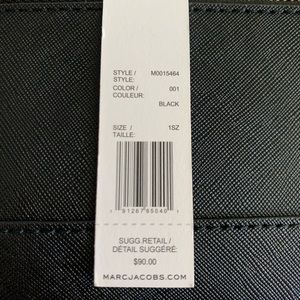 STYLE / M0015464
STYLE:
COLOR / 001
COULEUR:
BLACK
SIZE / 1SZ
TAILLE:
SUGG.RETAIL /
DÉTAIL SUGGÉRÉ:
$90.00
MARCJACOBS.COM